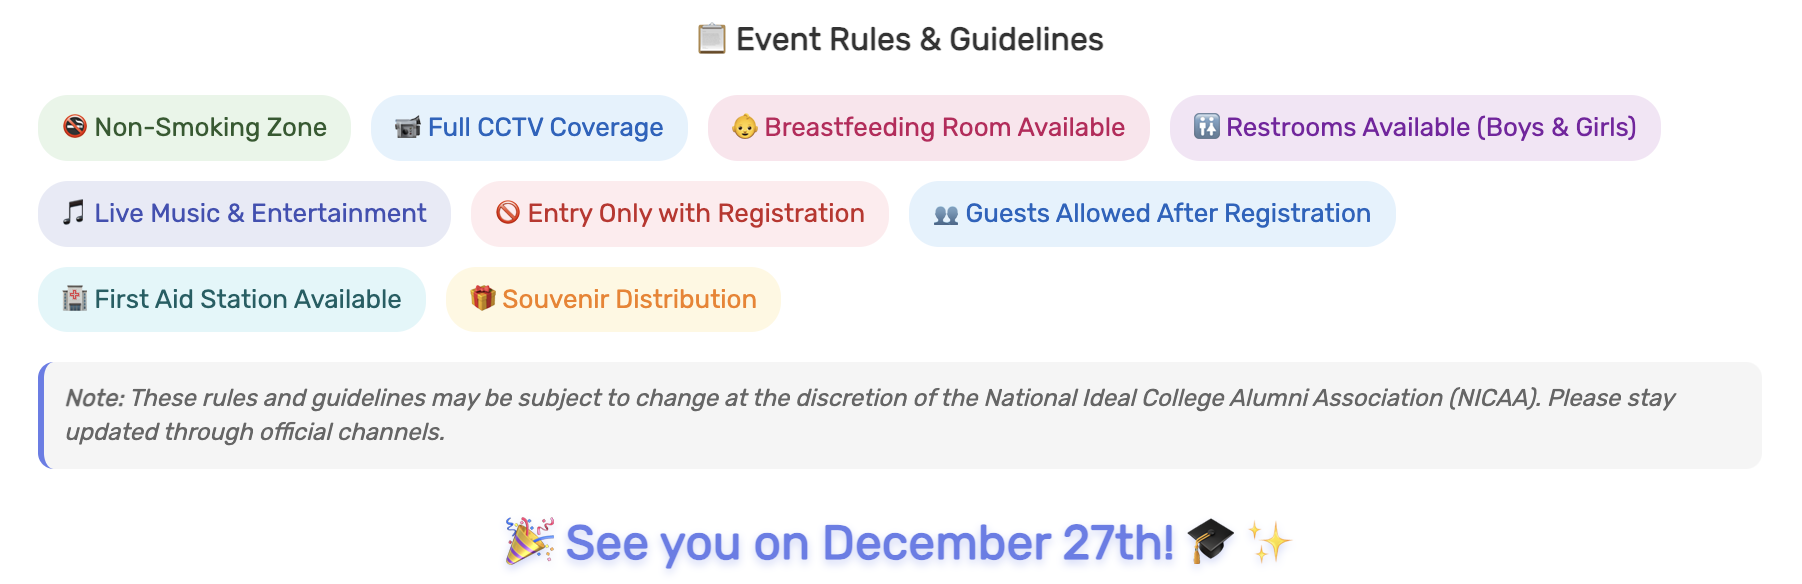 📋 Event Rules & Guidelines
🚭 Non-Smoking Zone
📹 Full CCTV Coverage
👶 Breastfeeding Room Available
🚻 Restrooms Available (Boys & Girls)
🎵 Live Music & Entertainment
🚫 Entry Only with Registration
👥 Guests Allowed After Registration
🏥 First Aid Station Available
🎁 Souvenir Distribution
Note: These rules and guidelines may be subject to change at the discretion of the National Ideal College Alumni Association (NICAA). Please stay
updated through official channels.
🎉 See you on December 27th! 🎓 ✨